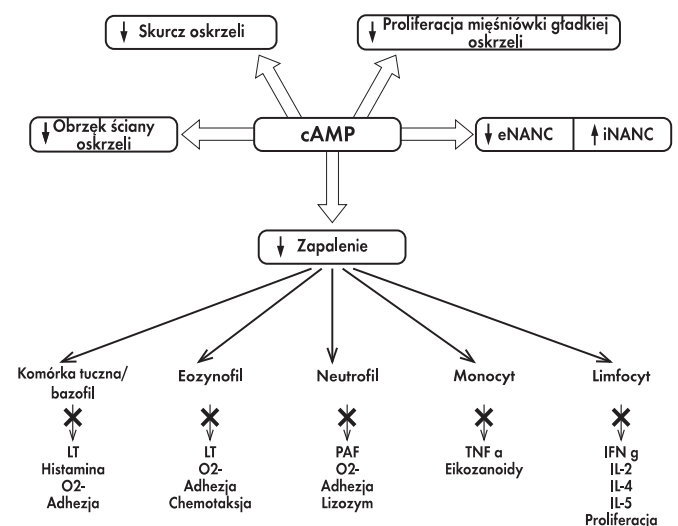 ↓ Skurcz oskrzeli
↓ Proliferacja mięśniówki gładkiej
oskrzeli
↓ Obrzęk ściany
oskrzeli
cAMP
↓ eNANC
↑ iNANC
↓ Zapalenie
Komórka tuczna/
bazofil
Eozynofil
Neutrofil
Monocyt
Limfocyt
LT
Histamina
O2-
Adhezja
LT
O2-
Adhezja
Chemotaksja
PAF
O2-
Adhezja
Lizozym
TNF a
Eikozanoidy
IFN g
IL-2
IL-4
IL-5
Proliferacja